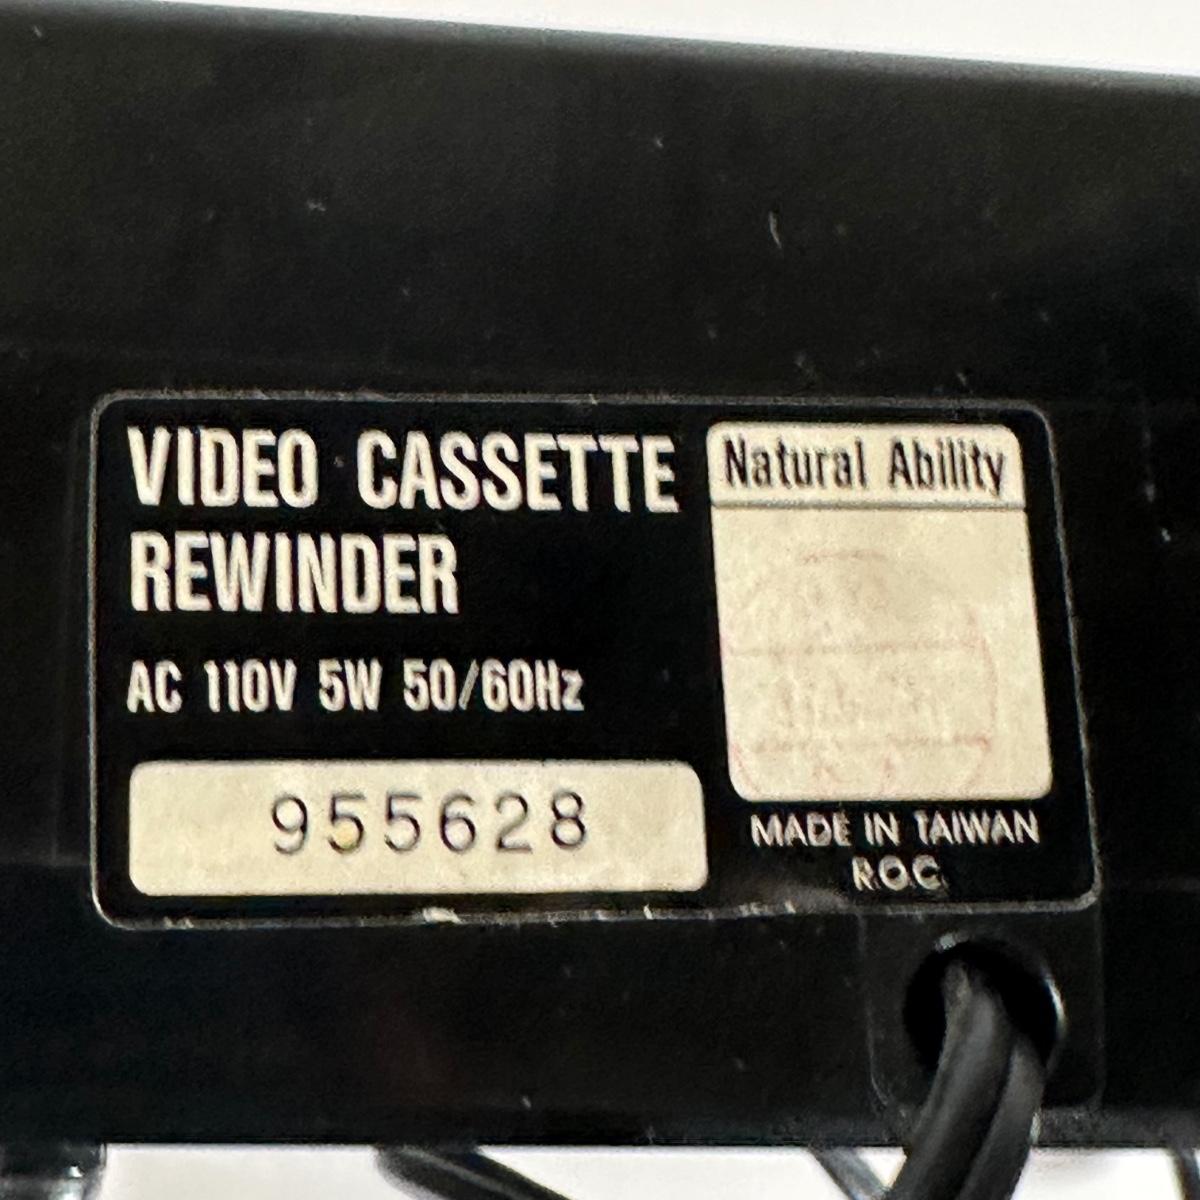 VIDEO CASSETTE
REWINDER
AC 110V 5W 50/60Hz
955628
Natural Ability
MADE IN TAIWAN
R.O.C.